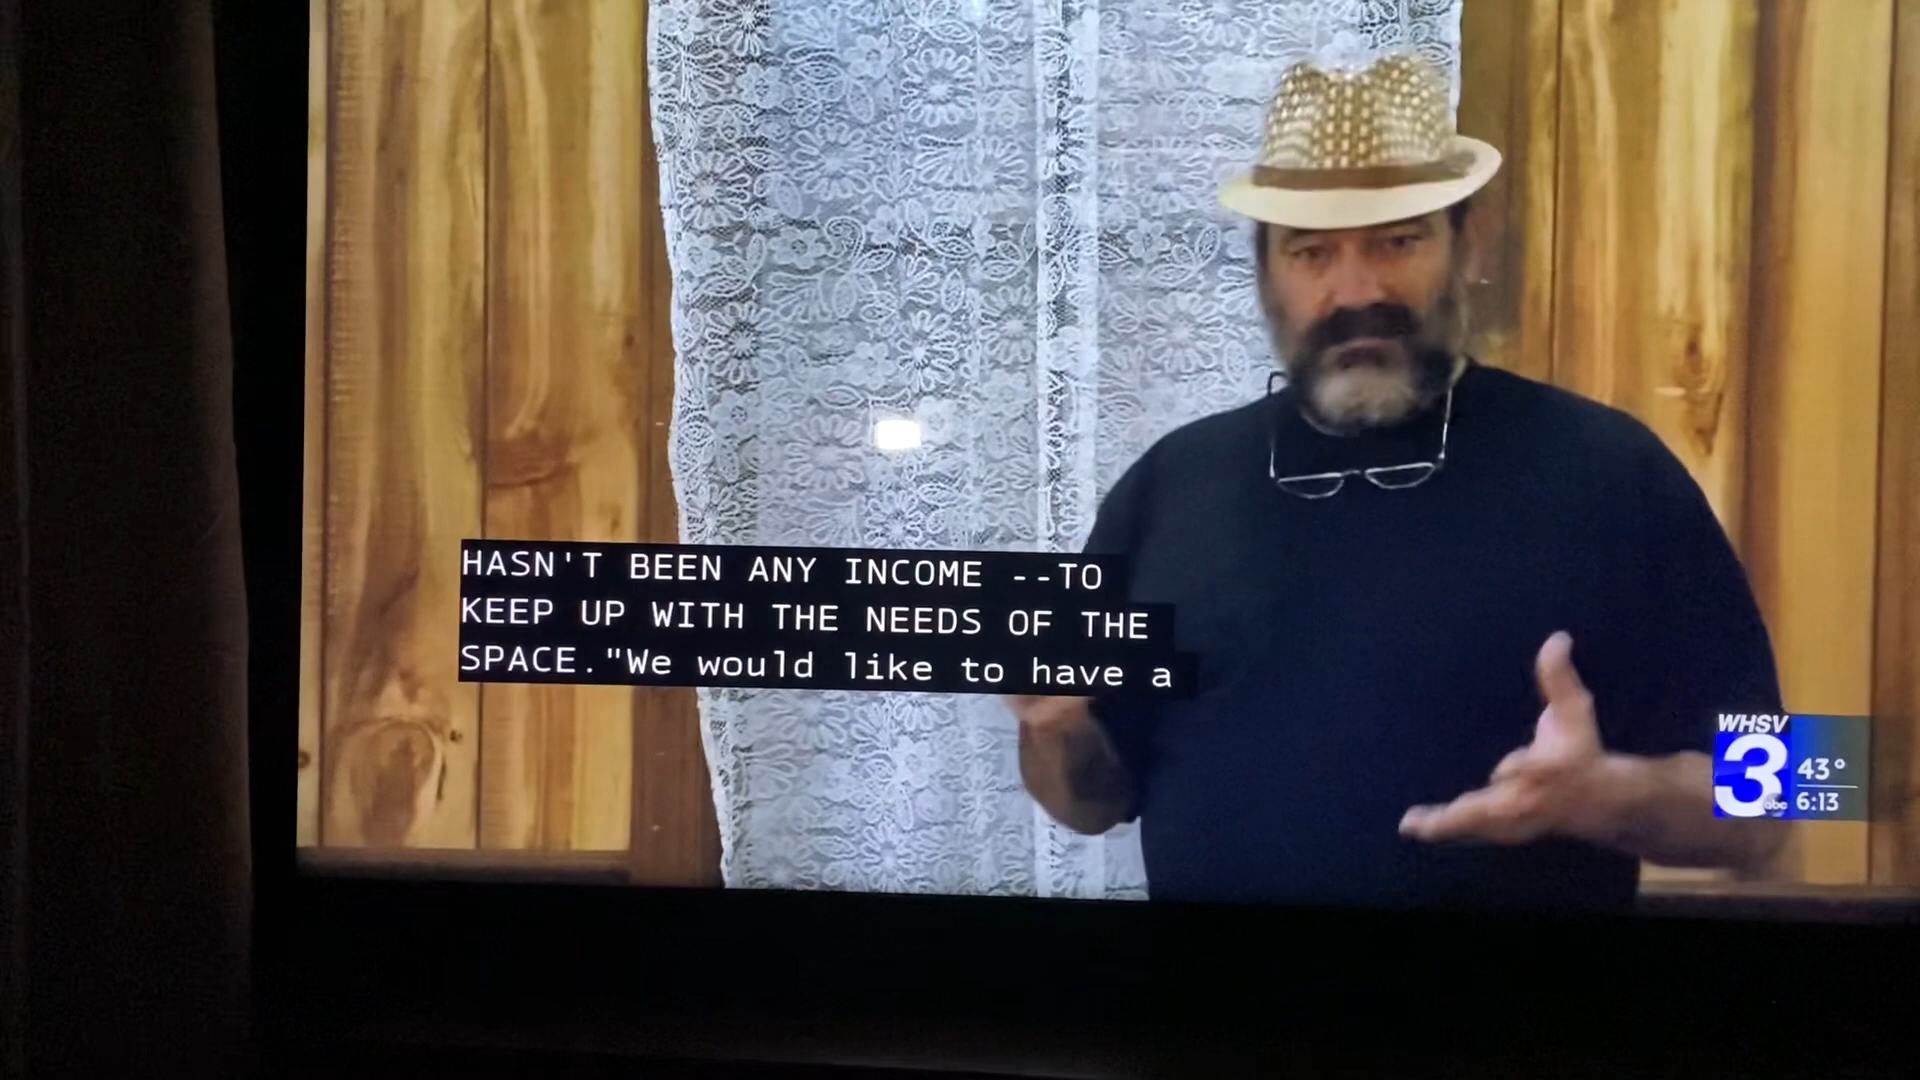 HASN'T BEEN ANY INCOME --TO
KEEP UP WITH THE NEEDS OF THE
SPACE."We would like to have a
WHSV
3
abc
43°
6:13